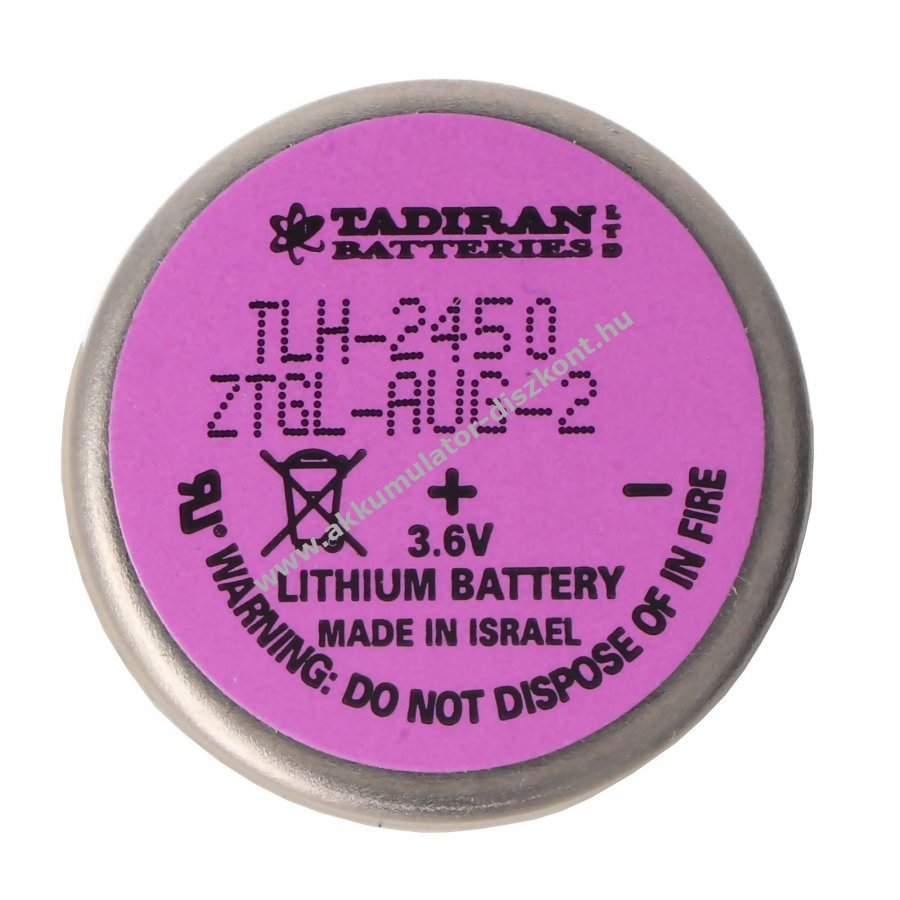 TADIRAN LTD
BATTERIES
TLH-2450
ZTGL-AUG-2
+ –
3.6V
LITHIUM BATTERY
MADE IN ISRAEL
WARNING: DO NOT DISPOSE OF IN FIRE
www.akkumulator-diszkont.hu